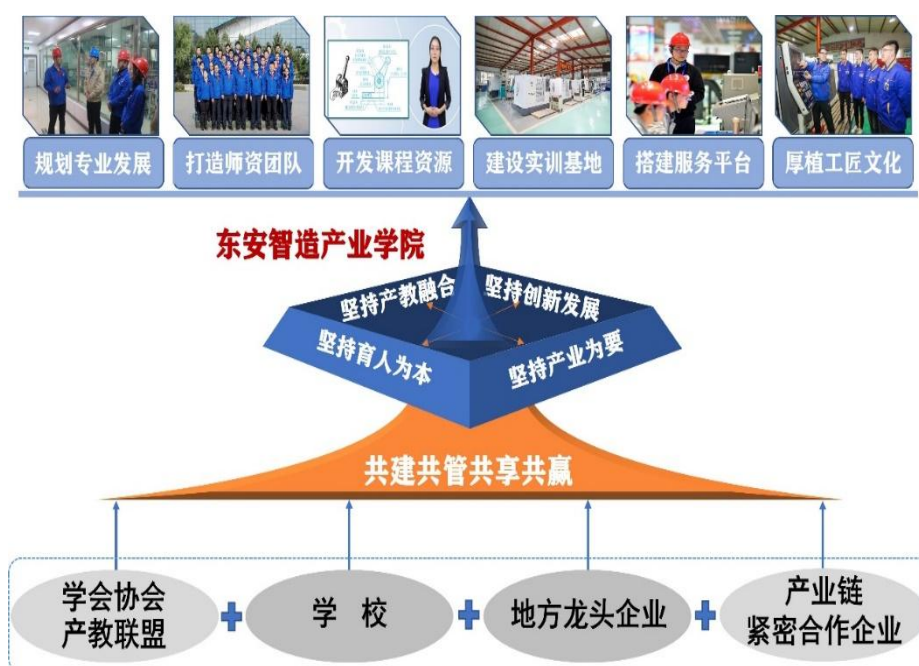 规划专业发展
打造师资团队
开发课程资源
建设实训基地
搭建服务平台
厚植工匠文化
东安智造产业学院
坚持产教融合
坚持创新发展
坚持育人为本
坚持产业为要
共建共管共享共赢
学会协会
产教联盟
学 校
地方龙头企业
产业链
紧密合作企业